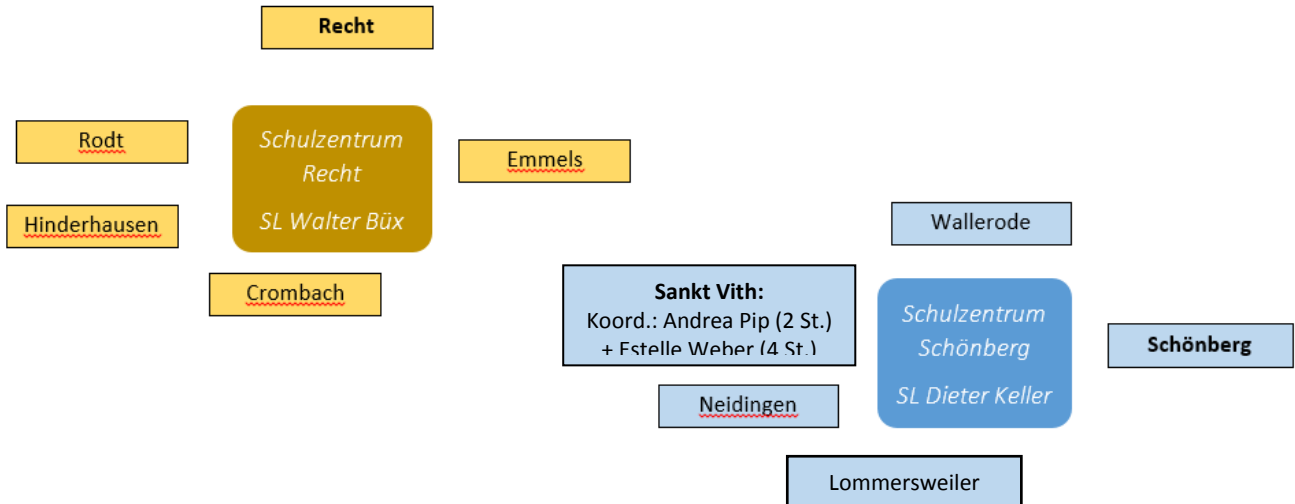 Recht
Rodt
Schulzentrum
Recht
SL Walter Büx
Emmels
Hinderhausen
Crombach
Wallerode
Sankt Vith:
Koord.: Andrea Pip (2 St.)
+ Estelle Weber (4 St.)
Schulzentrum
Schönberg
SL Dieter Keller
Schönberg
Neidingen
Lommersweiler